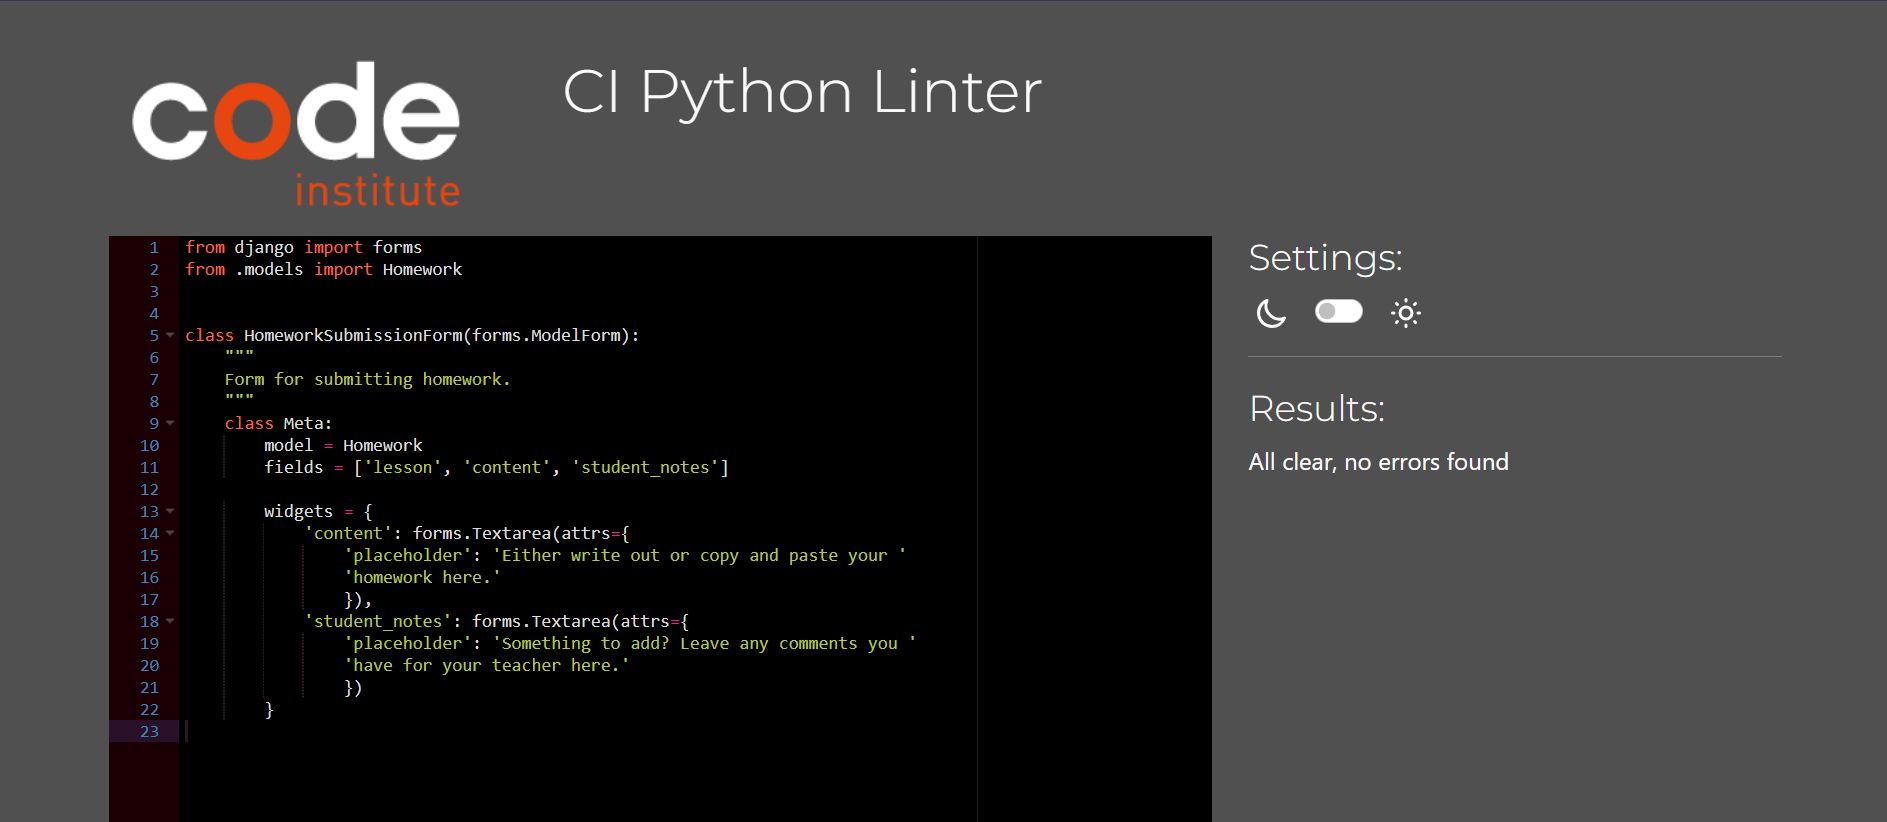 code
institute
CI Python Linter
1 from django import forms
2 from .models import Homework
3
4
5 class HomeworkSubmissionForm(forms.ModelForm):
6     """
7     Form for submitting homework.
8     """
9     class Meta:
10         model = Homework
11         fields = ['lesson', 'content', 'student_notes']
12
13         widgets = {
14             'content': forms.Textarea(attrs={
15                 'placeholder': 'Either write out or copy and paste your '
16                 'homework here.'
17                 }),
18             'student_notes': forms.Textarea(attrs={
19                 'placeholder': 'Something to add? Leave any comments you '
20                 'have for your teacher here.'
21                 })
22         }
23
Settings:
Results:
All clear, no errors found